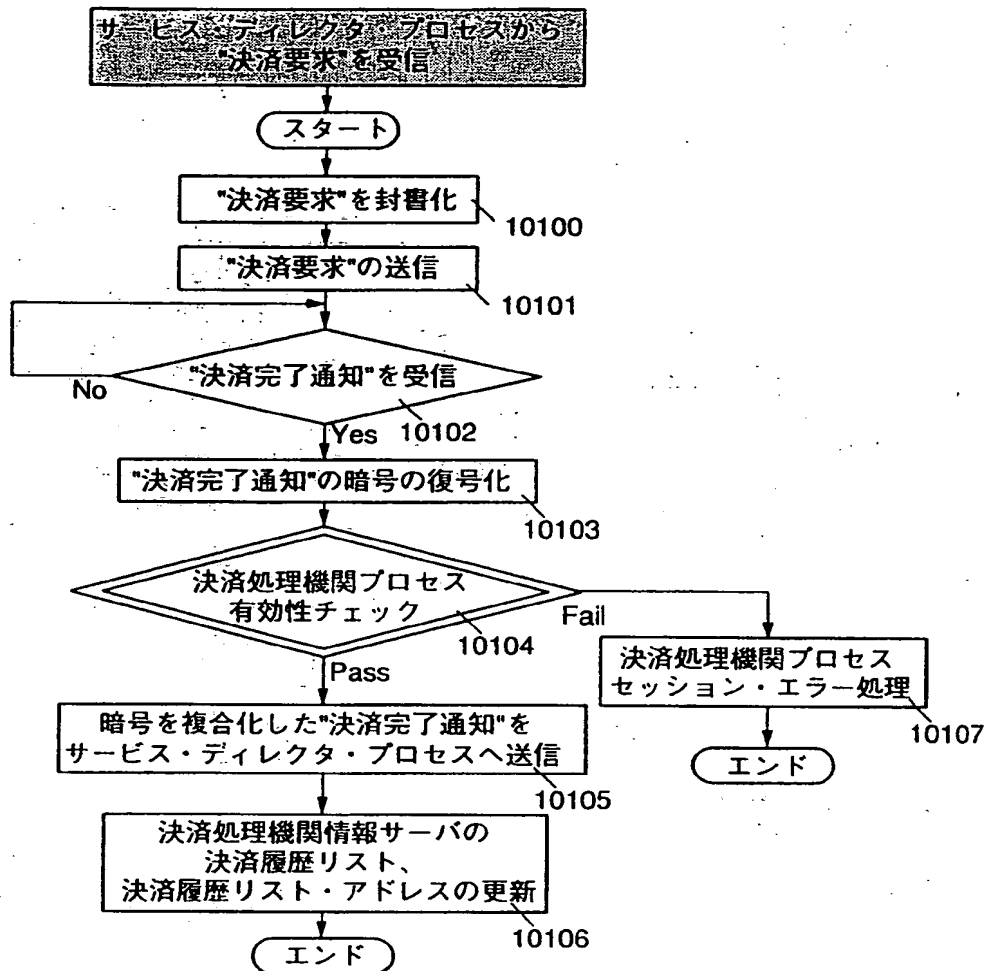 サービス・ディレクタ・プロセスから
"決済要求"を受信
スタート
"決済要求"を封書化
10100
"決済要求"の送信
10101
"決済完了通知"を受信
No
10102
Yes
"決済完了通知"の暗号の復号化
10103
決済処理機関プロセス
有効性チェック
10104
Fail
Pass
決済処理機関プロセス
セッション・エラー処理
10107
エンド
暗号を複合化した"決済完了通知"を
サービス・ディレクタ・プロセスへ送信
10105
決済処理機関情報サーバの
決済履歴リスト、
決済履歴リスト・アドレスの更新
10106
エンド